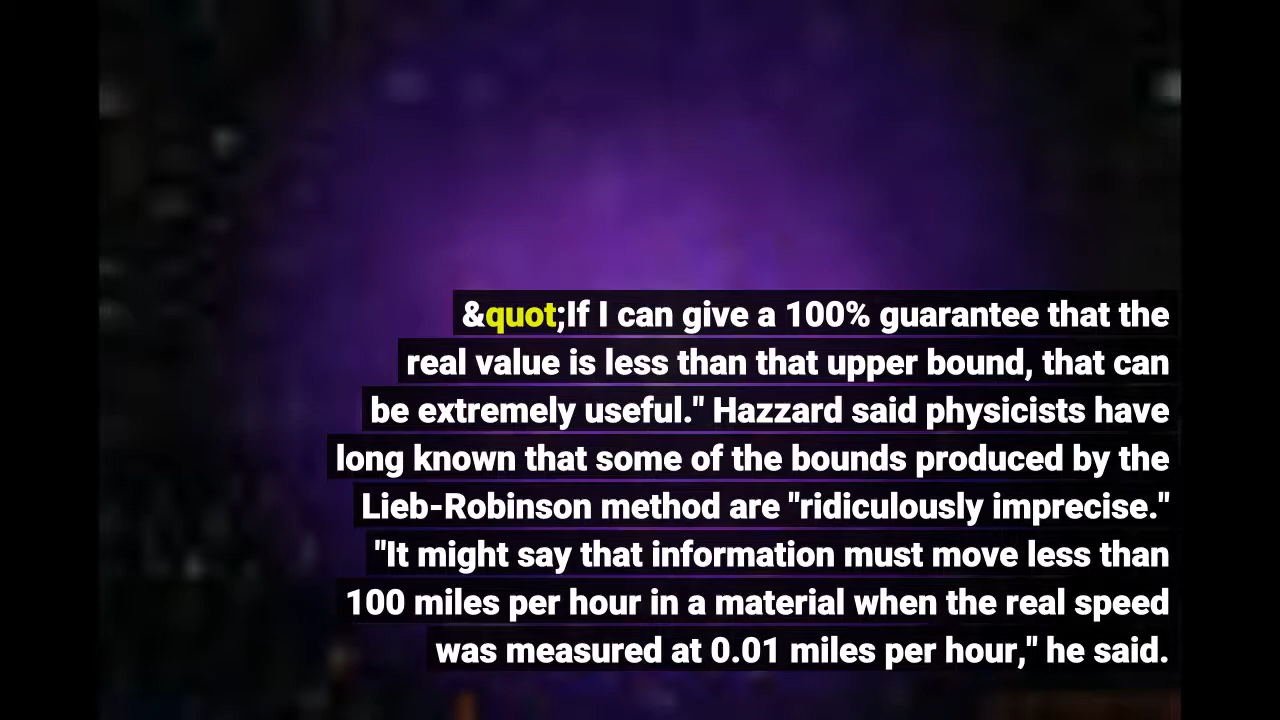 &quot;If I can give a 100% guarantee that the
real value is less than that upper bound, that can
be extremely useful." Hazzard said physicists have
long known that some of the bounds produced by the
Lieb-Robinson method are "ridiculously imprecise."
"It might say that information must move less than
100 miles per hour in a material when the real speed
was measured at 0.01 miles per hour," he said.